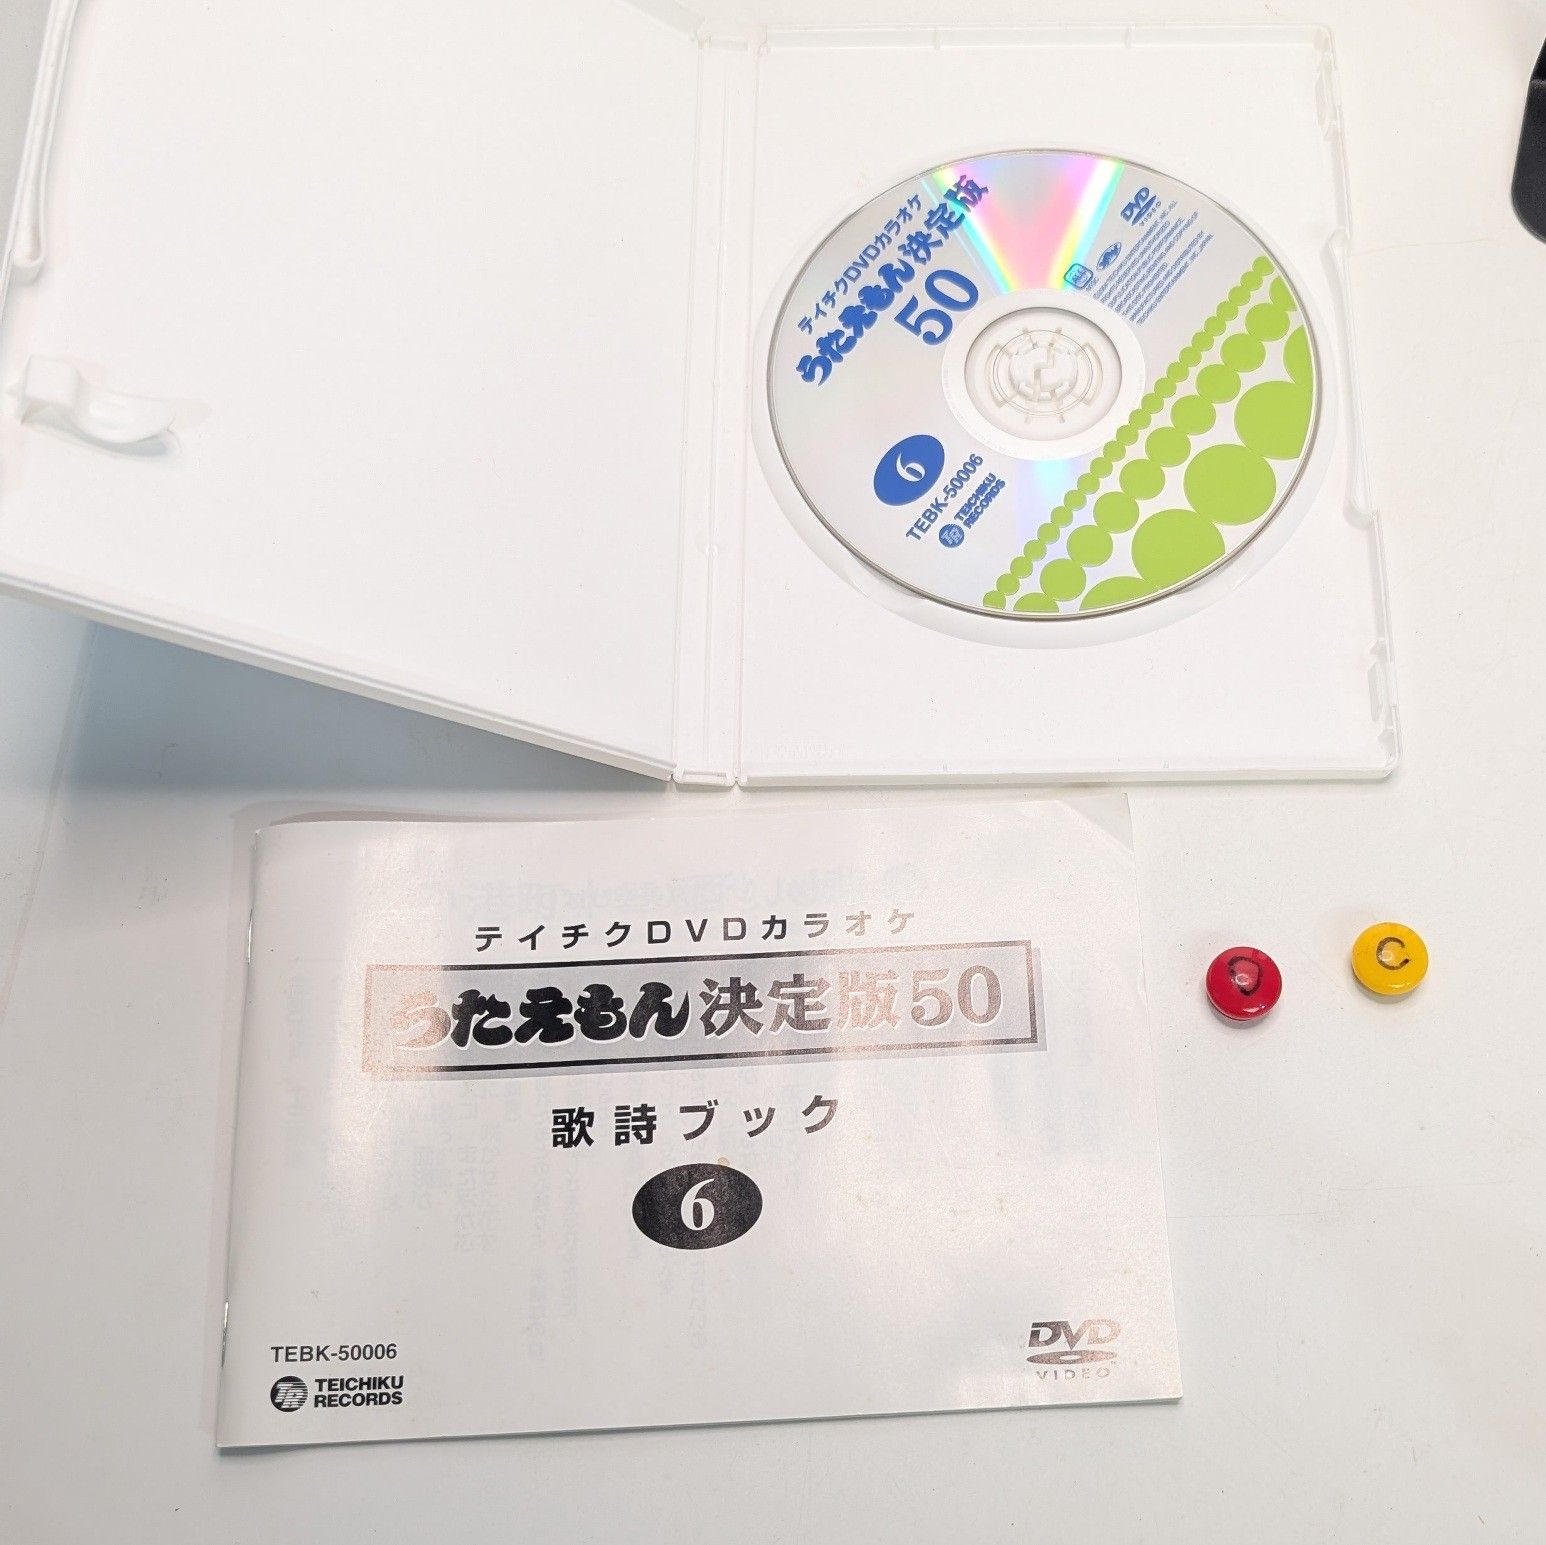 テイチクDVDカラオケ
うたえもん決定版
50
6
TEBK-50006
TEICHIKU
RECORDS
DVD
VIDEO
テイチクDVDカラオケ
うたえもん決定版50
歌詩ブック
6
TEBK-50006
TEICHIKU
RECORDS
DVD
VIDEO
C